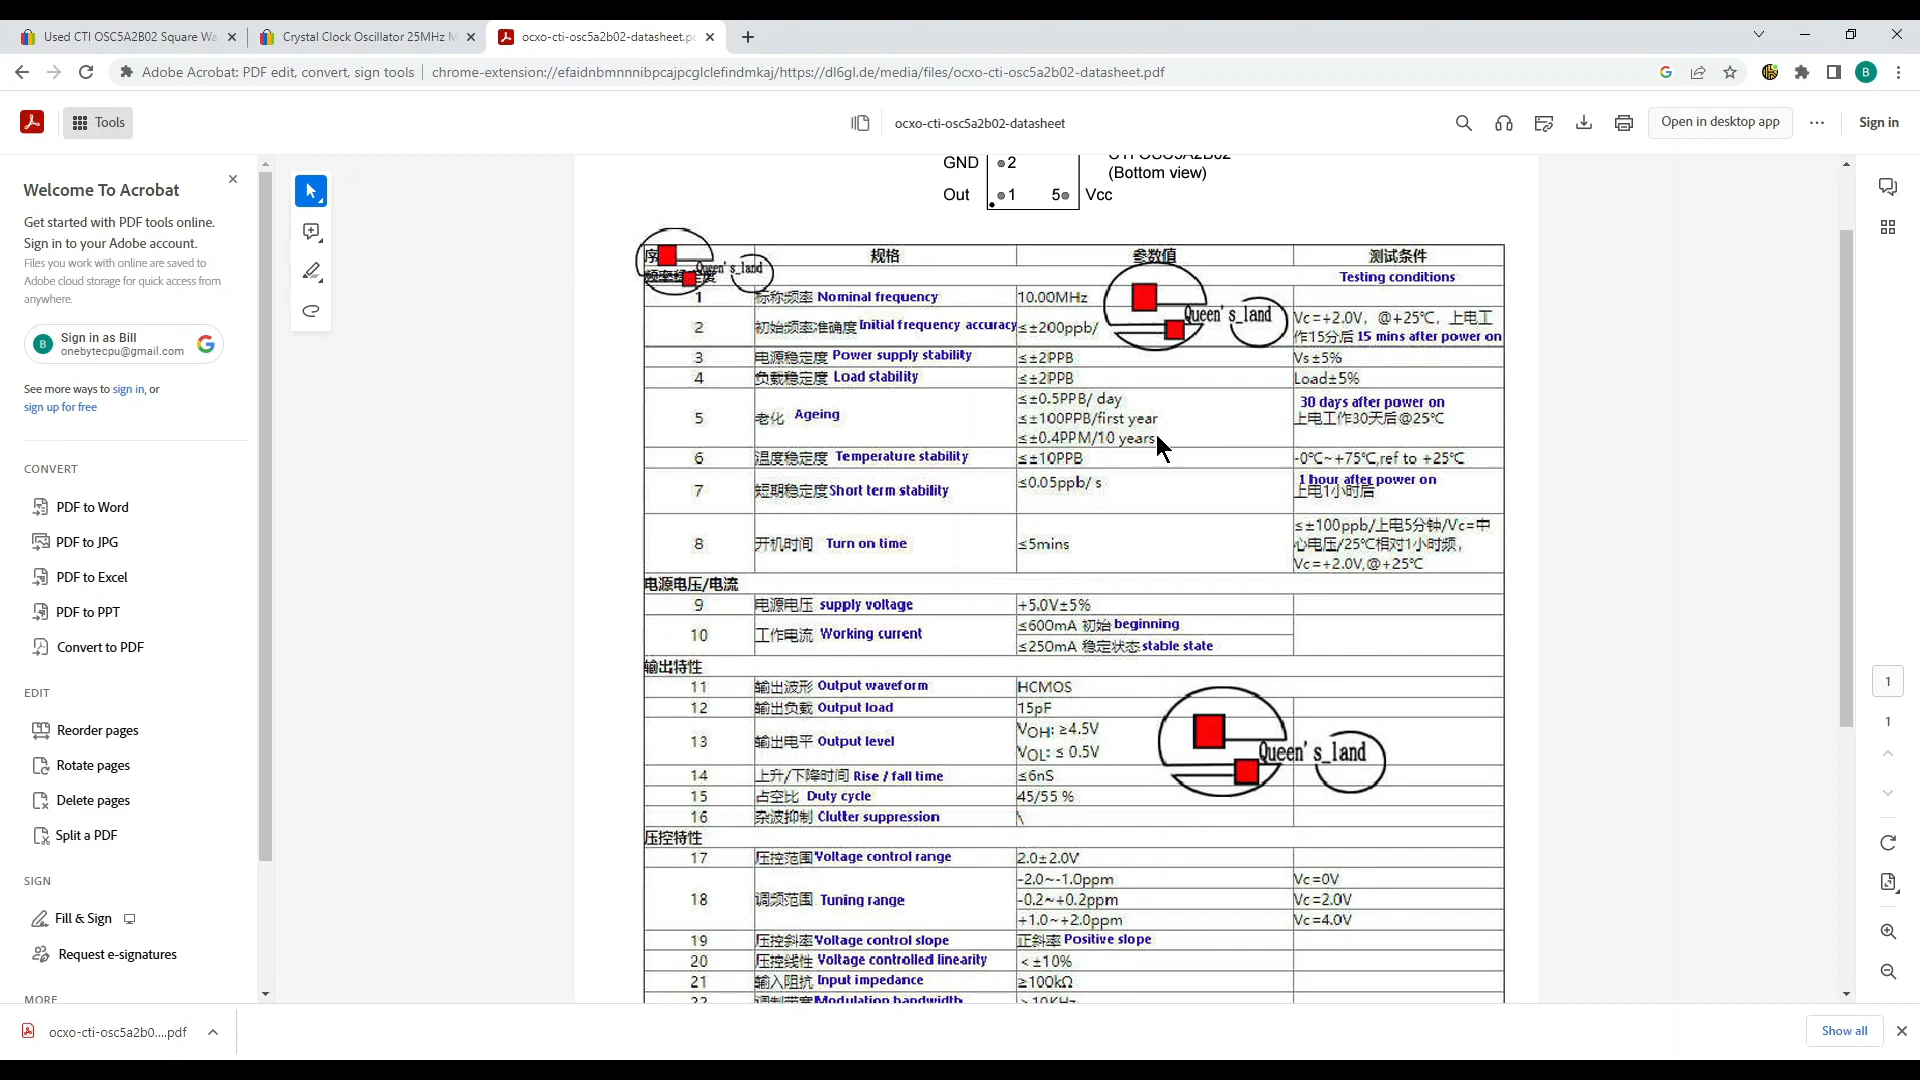 Used CTI OSC5A2B02 Square Wa
Crystal Clock Oscillator 25MHz M
ocxo-cti-osc5a2b02-datasheet.pd
Adobe Acrobat: PDF edit, convert, sign tools
chrome-extension://efaidnbmnnnibpcajpcglclefindmkaj/https://dl6gl.de/media/files/ocxo-cti-osc5a2b02-datasheet.pdf
B
Tools
ocxo-cti-osc5a2b02-datasheet
Open in desktop app
Sign in
Welcome To Acrobat
Get started with PDF tools online.
Sign in to your Adobe account.
Files you work with online are saved to
Adobe cloud storage for quick access from
anywhere.
B
Sign in as Bill
onebytecpu@gmail.com
See more ways to sign in, or
sign up for free
CONVERT
PDF to Word
PDF to JPG
PDF to Excel
PDF to PPT
Convert to PDF
EDIT
Reorder pages
Rotate pages
Delete pages
Split a PDF
SIGN
Fill & Sign
Request e-signatures
MORE
GND 2
CTI OSC5A2B02
(Bottom view)
Out 1 5 Vcc
序 规格 参数值 测试条件
Queen's_land
Testing conditions
1 标称频率 Nominal frequency 10.00MHz
Queen's_land
2 初始频率准确度 Initial frequency accuracy ≤±200ppb/ Vc=+2.0V, @+25℃, 上电工
作15分后 15 mins after power on
3 电源稳定度 Power supply stability ≤±2PPB Vs±5%
4 负载稳定度 Load stability ≤±2PPB Load±5%
5 老化 Ageing ≤±0.5PPB/ day 30 days after power on
≤±100PPB/first year 上电工作30天后@25℃
≤±0.4PPM/10 years
6 温度稳定度 Temperature stability ≤±10PPB -0℃~+75℃,ref to +25℃
7 短期稳定度 Short term stability ≤0.05ppb/ s 1 hour after power on
上电1小时后
8 开机时间 Turn on time ≤5mins ≤±100ppb/上电5分钟/Vc=中
心电压/25℃相对1小时频,
Vc=+2.0V,@+25℃
电源电压/电流
9 电源电压 supply voltage +5.0V±5%
10 工作电流 Working current ≤600mA 初始 beginning
≤250mA 稳定状态 stable state
输出特性
11 输出波形 Output waveform HCMOS
12 输出负载 Output load 15pF
13 输出电平 Output level VOH: ≥4.5V
VOL: ≤ 0.5V
Queen's_land
14 上升/下降时间 Rise / fall time ≤6nS
15 占空比 Duty cycle 45/55 %
16 杂波抑制 Clutter suppression \
压控特性
17 压控范围 Voltage control range 2.0±2.0V
18 调频范围 Tuning range -2.0~-1.0ppm Vc=0V
-0.2~+0.2ppm Vc=2.0V
+1.0~+2.0ppm Vc=4.0V
19 压控斜率 Voltage control slope 正斜率 Positive slope
20 压控线性 Voltage controlled linearity <±10%
21 输入阻抗 Input impedance ≥100kΩ
22 调制带宽 Modulation bandwidth >10KHz
1
1
ocxo-cti-osc5a2b0....pdf
Show all